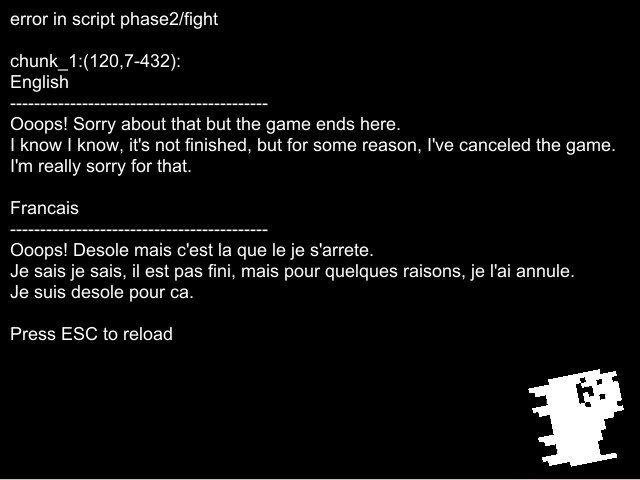 error in script phase2/fight
chunk_1:(120,7-432):
English
-------------------------------------------
Ooops! Sorry about that but the game ends here.
I know I know, it's not finished, but for some reason, I've canceled the game.
I'm really sorry for that.
Francais
-------------------------------------------
Ooops! Desole mais c'est la que le je s'arrete.
Je sais je sais, il est pas fini, mais pour quelques raisons, je l'ai annule.
Je suis desole pour ca.
Press ESC to reload